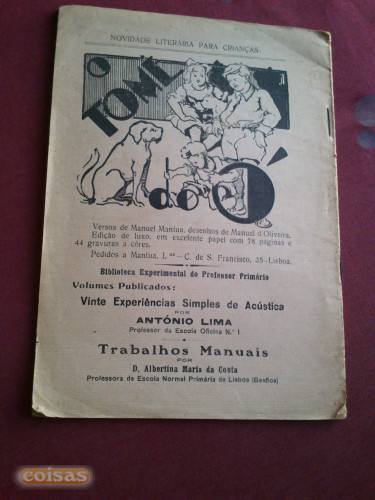 NOVIDADE LITERÁRIA PARA CRIANÇAS:
O TOMÉ
do Ó
Versos de Manuel Mantua, desenhos de Manuel d'Oliveira.
Edição de luxo, em excelente papel com 78 páginas e
44 gravuras a côres.
Pedidos a Mantua, L.da — C. de S. Francisco, 35-Lisboa.
Biblioteca Experimental do Professor Primário
Volumes Publicados:
Vinte Experiências Simples de Acústica
POR
ANTÓNIO LIMA
Professor da Escola Oficina N.º 1
Trabalhos Manuais
POR
D. Albertina Maria da Costa
Professora da Escola Normal Primária de Lisboa (Benfica)
coisas